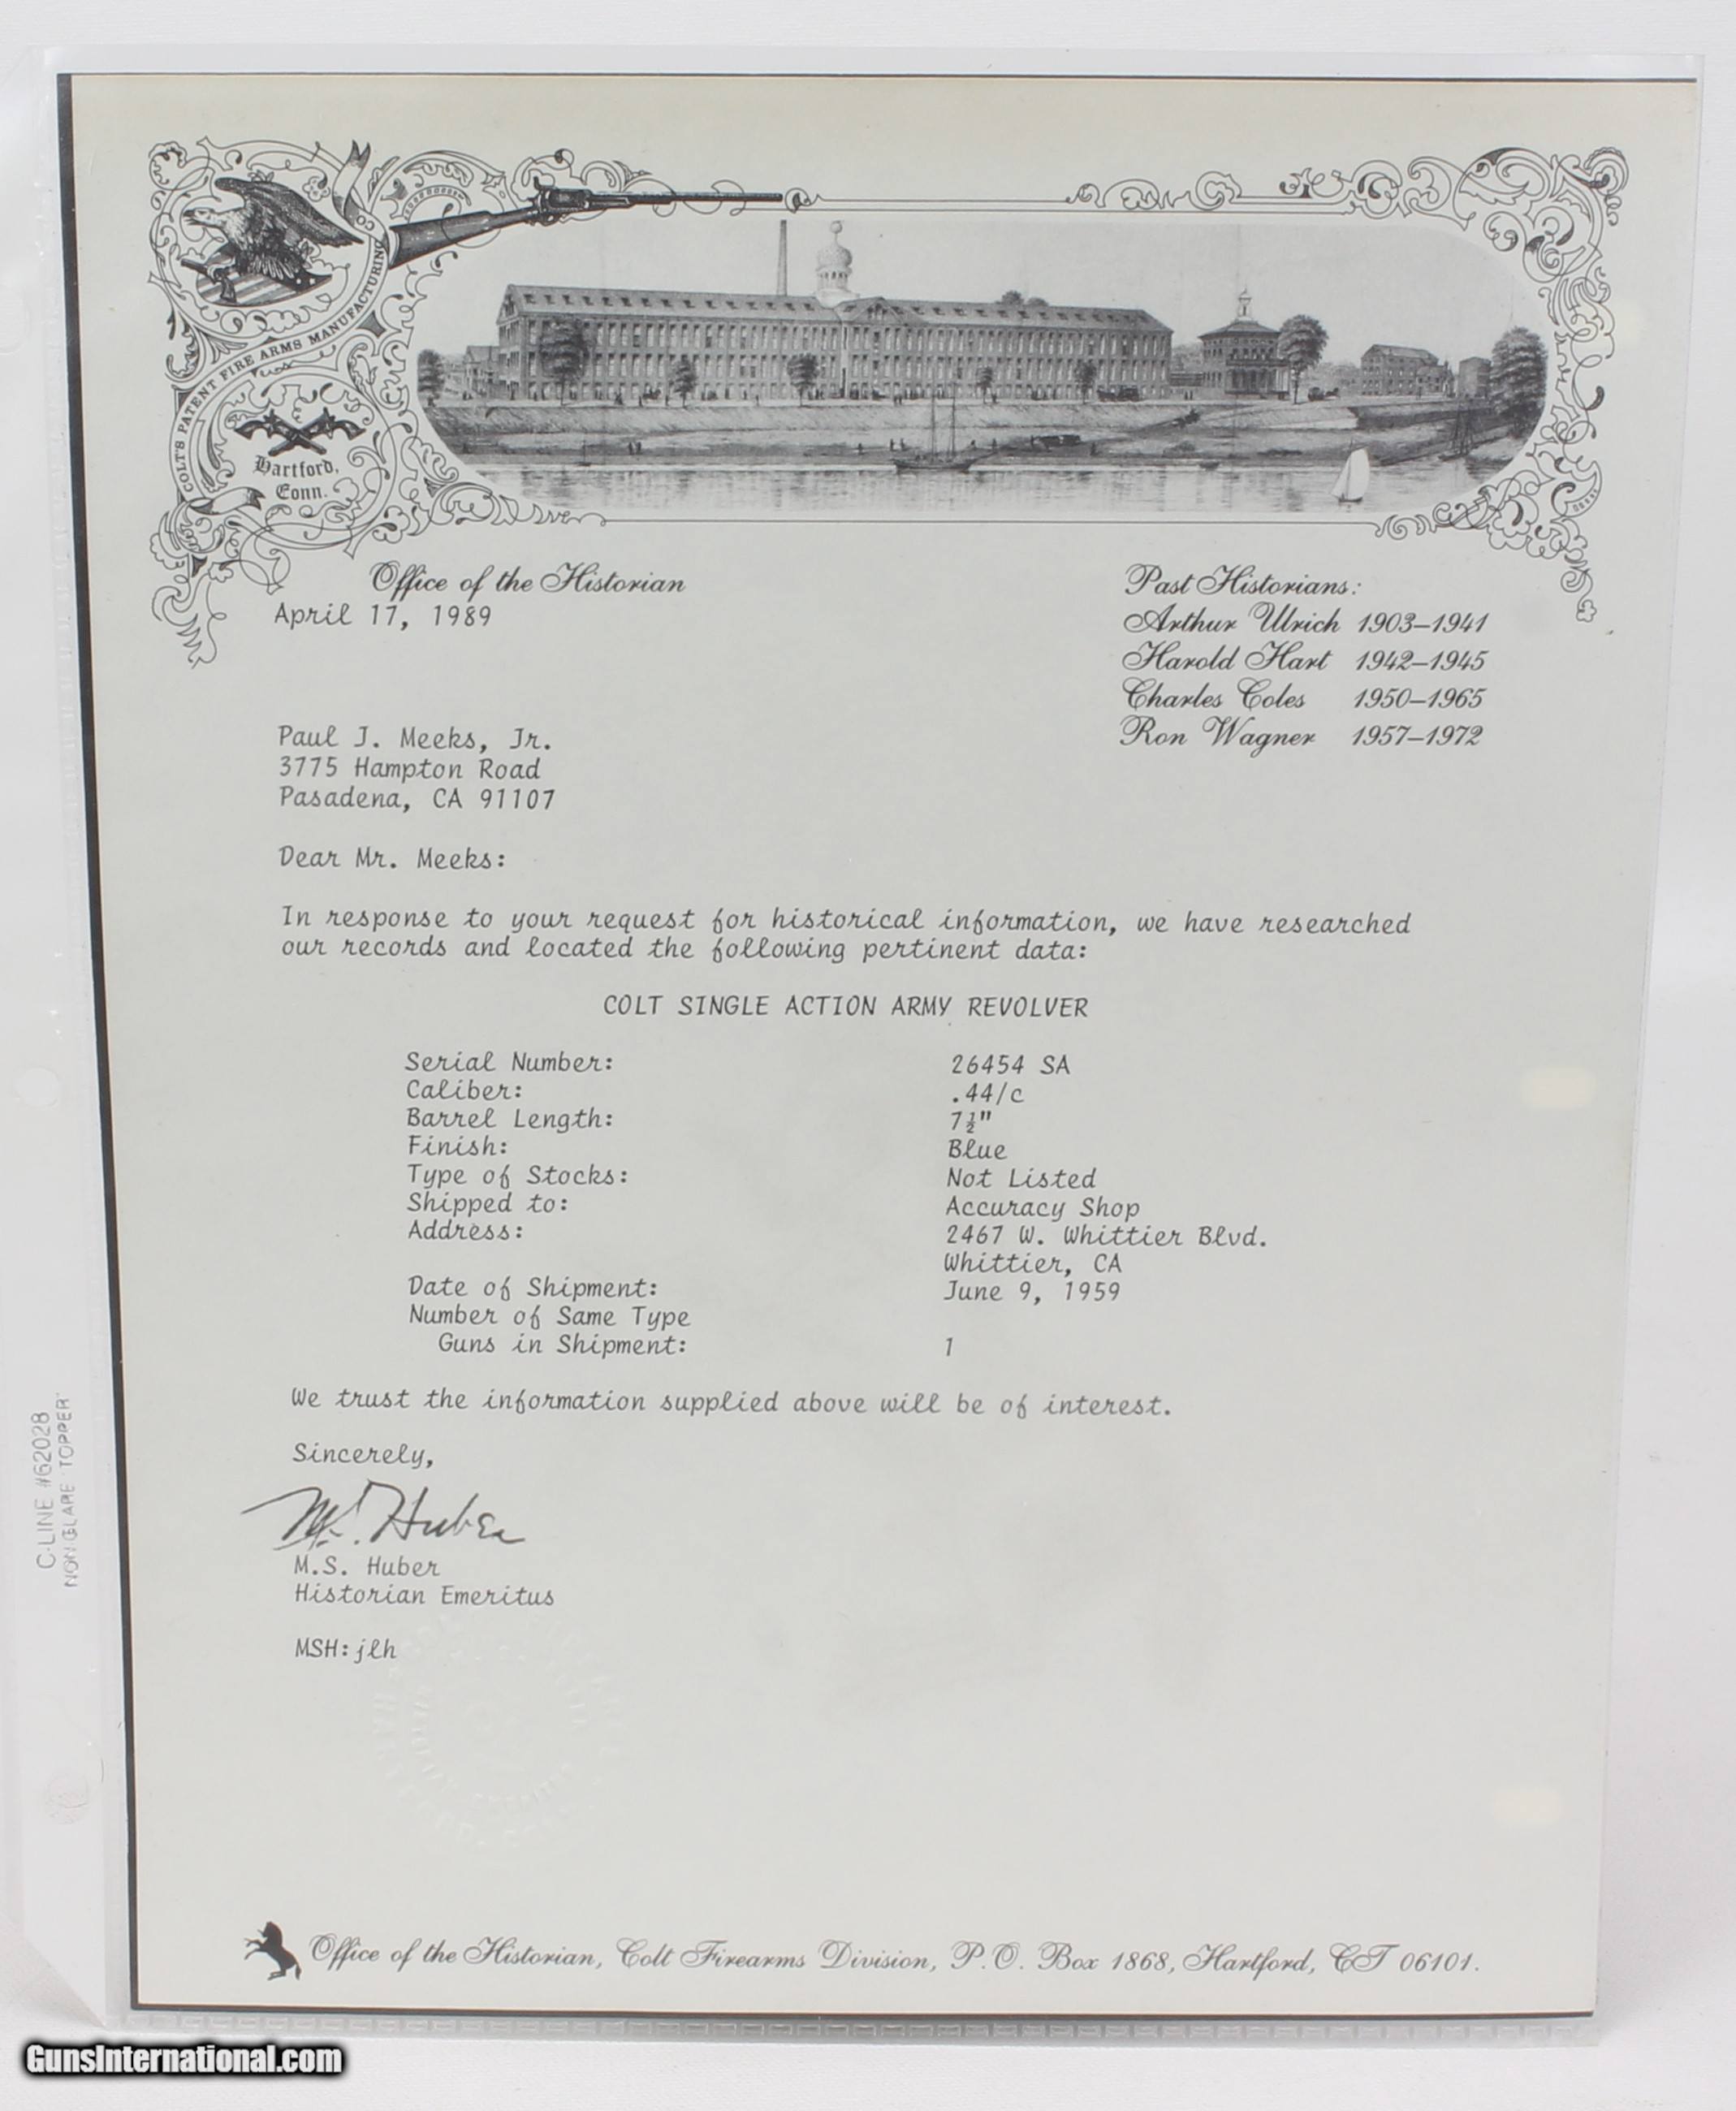 COLT'S PATENT FIRE ARMS MANUFACTURING
Hartford,
Conn.
Office of the Historian
April 17, 1989
Past Historians:
Arthur Ulrich 1903–1941
Harold Hart 1942–1945
Charles Coles 1950–1965
Ron Wagner 1957–1972
Paul J. Meeks, Jr.
3775 Hampton Road
Pasadena, CA 91107
Dear Mr. Meeks:
In response to your request for historical information, we have researched
our records and located the following pertinent data:
COLT SINGLE ACTION ARMY REVOLVER
Serial Number: 26454 SA
Caliber: .44/c
Barrel Length: 7½"
Finish: Blue
Type of Stocks: Not Listed
Shipped to: Accuracy Shop
Address: 2467 W. Whittier Blvd.
Whittier, CA
Date of Shipment: June 9, 1959
Number of Same Type
Guns in Shipment: 1
We trust the information supplied above will be of interest.
Sincerely,
M.S. Huber
M.S. Huber
Historian Emeritus
MSH:jlh
Office of the Historian, Colt Firearms Division, P.O. Box 1868, Hartford, CT 06101.
C-LINE #62028
NON GLARE TOPPER
GunsInternational.com